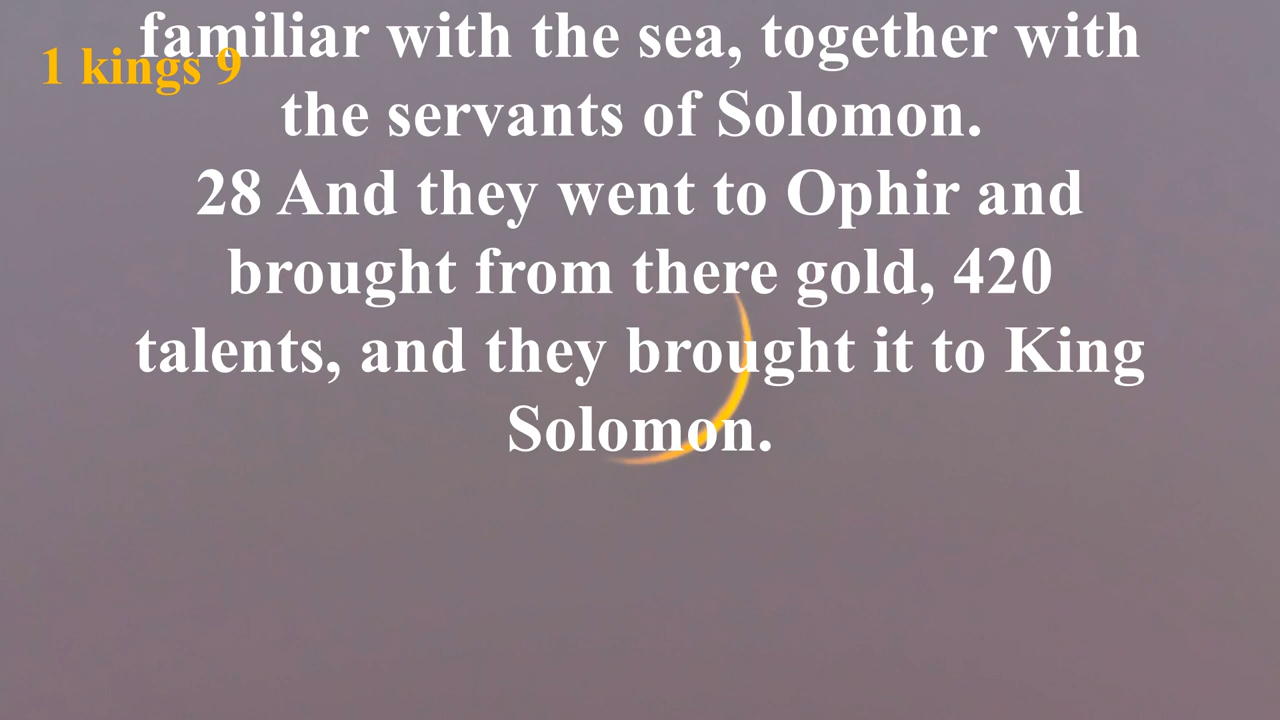 familiar with the sea, together with
1 kings 9
the servants of Solomon.
28 And they went to Ophir and
brought from there gold, 420
talents, and they brought it to King
Solomon.